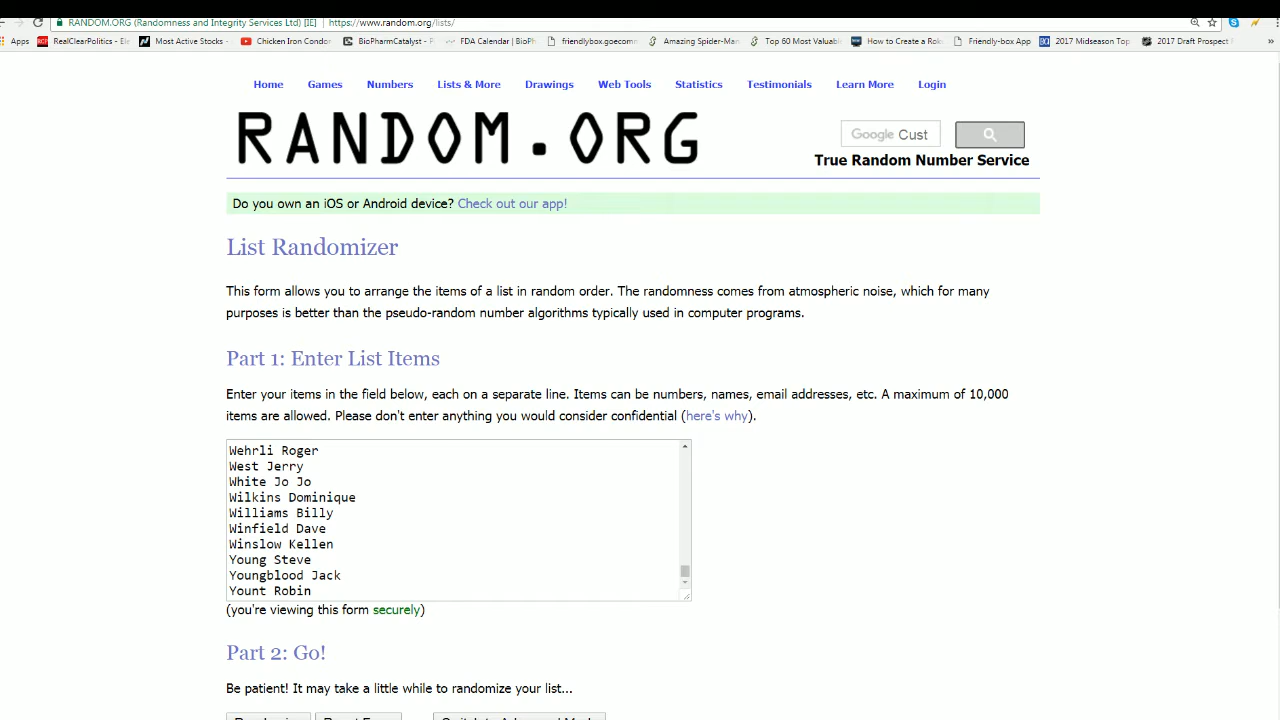 RANDOM.ORG (Randomness and Integrity Services Ltd) [IE] https://www.random.org/lists/
Apps RealClearPolitics - El Most Active Stocks - Chicken Iron Condor BioPharmCatalyst - F FDA Calendar | BioPh friendlybox.goecomm Amazing Spider-Man Top 60 Most Valuabl How to Create a Rok Friendly-box App 2017 Midseason Top 2017 Draft Prospect F »
Home Games Numbers Lists & More Drawings Web Tools Statistics Testimonials Learn More Login
RANDOM.ORG
Google Cust
True Random Number Service
Do you own an iOS or Android device? Check out our app!
List Randomizer
This form allows you to arrange the items of a list in random order. The randomness comes from atmospheric noise, which for many
purposes is better than the pseudo-random number algorithms typically used in computer programs.
Part 1: Enter List Items
Enter your items in the field below, each on a separate line. Items can be numbers, names, email addresses, etc. A maximum of 10,000
items are allowed. Please don't enter anything you would consider confidential (here's why).
Wehrli Roger
West Jerry
White Jo Jo
Wilkins Dominique
Williams Billy
Winfield Dave
Winslow Kellen
Young Steve
Youngblood Jack
Yount Robin
(you're viewing this form securely)
Part 2: Go!
Be patient! It may take a little while to randomize your list...